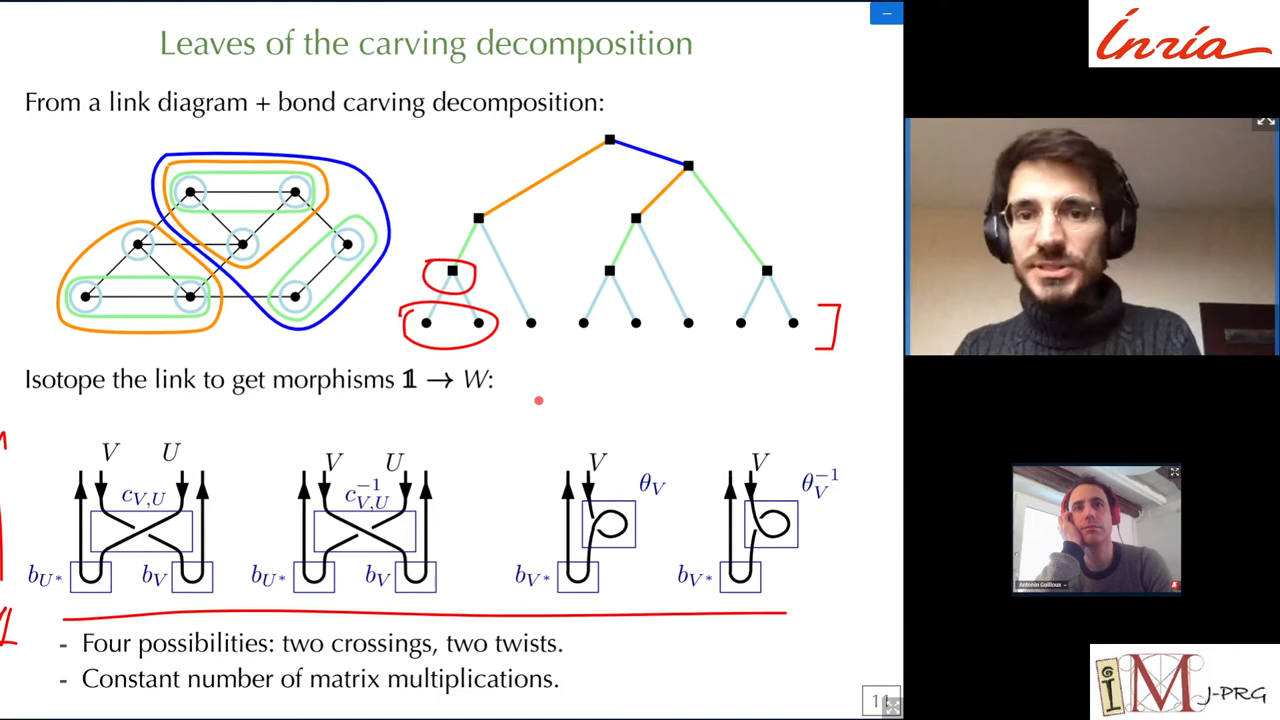 Leaves of the carving decomposition
From a link diagram + bond carving decomposition:
Isotope the link to get morphisms 𝟙 → W:
V U V U V V
c_{V,U} c^{-1}_{V,U} θ_V θ_V^{-1}
b_{U*} b_V b_{U*} b_V b_{V*} b_{V*}
- Four possibilities: two crossings, two twists.
- Constant number of matrix multiplications.
11
Inria
Antonin Guilloux
iMJ-PRG